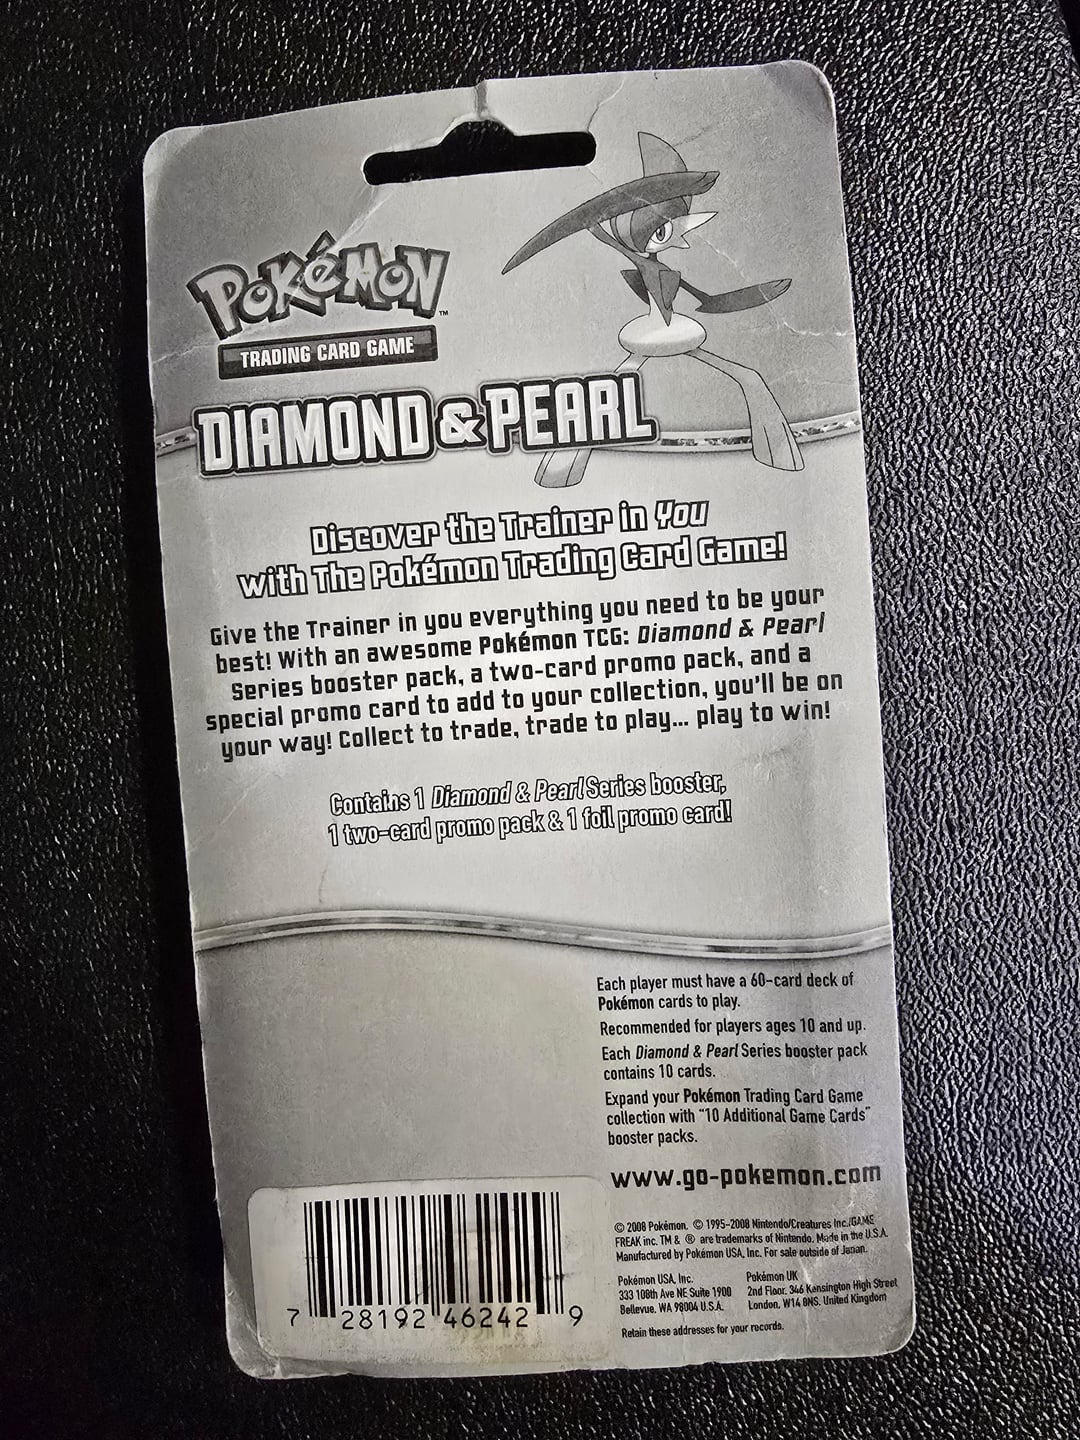 POKéMON™
TRADING CARD GAME
DIAMOND & PEARL
Discover the Trainer in You
with The Pokémon Trading Card Game!
Give the Trainer in you everything you need to be your
best! With an awesome Pokémon TCG: Diamond & Pearl
Series booster pack, a two-card promo pack, and a
special promo card to add to your collection, you'll be on
your way! Collect to trade, trade to play... play to win!
Contains 1 Diamond & Pearl Series booster,
1 two-card promo pack & 1 foil promo card!
Each player must have a 60-card deck of
Pokémon cards to play.
Recommended for players ages 10 and up.
Each Diamond & Pearl Series booster pack
contains 10 cards.
Expand your Pokémon Trading Card Game
collection with "10 Additional Game Cards"
booster packs.
www.go-pokemon.com
© 2008 Pokémon. © 1995-2008 Nintendo/Creatures Inc./GAME
FREAK inc. TM & ® are trademarks of Nintendo. Made in the U.S.A.
Manufactured by Pokémon USA, Inc. For sale outside of Japan.
Pokémon USA, Inc.
333 108th Ave NE Suite 1900
Bellevue, WA 98004 U.S.A.
Pokémon UK
2nd Floor, 346 Kensington High Street
London, W14 8NS. United Kingdom
Retain these addresses for your records.
7 28192 46242 9